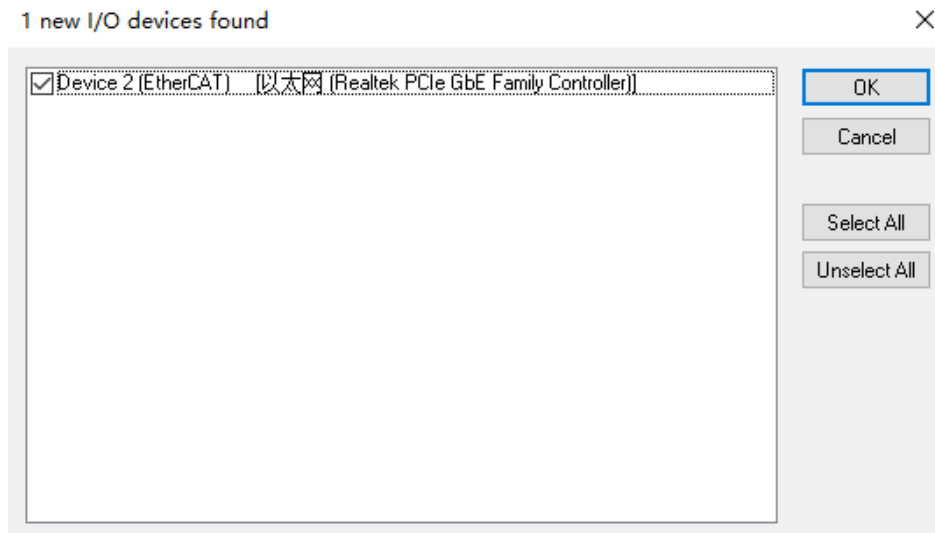 1 new I/O devices found
Device 2 (EtherCAT) [以太网 (Realtek PCIe GbE Family Controller)]
OK
Cancel
Select All
Unselect All